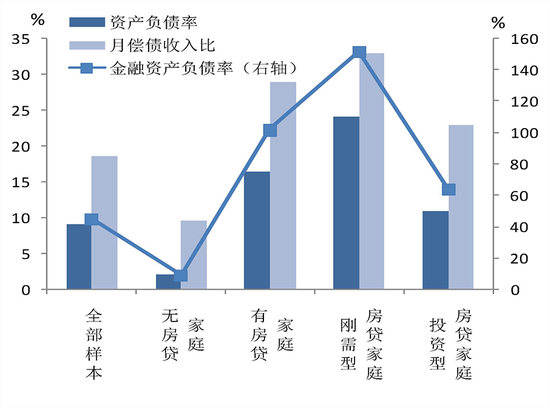 %
%
资产负债率
月偿债收入比
金融资产负债率（右轴）
35
30
25
20
15
10
5
0
160
140
120
100
80
60
40
20
0
全部样本
无房贷
家庭
有房贷
家庭
刚需型
房贷家庭
投资型
房贷家庭